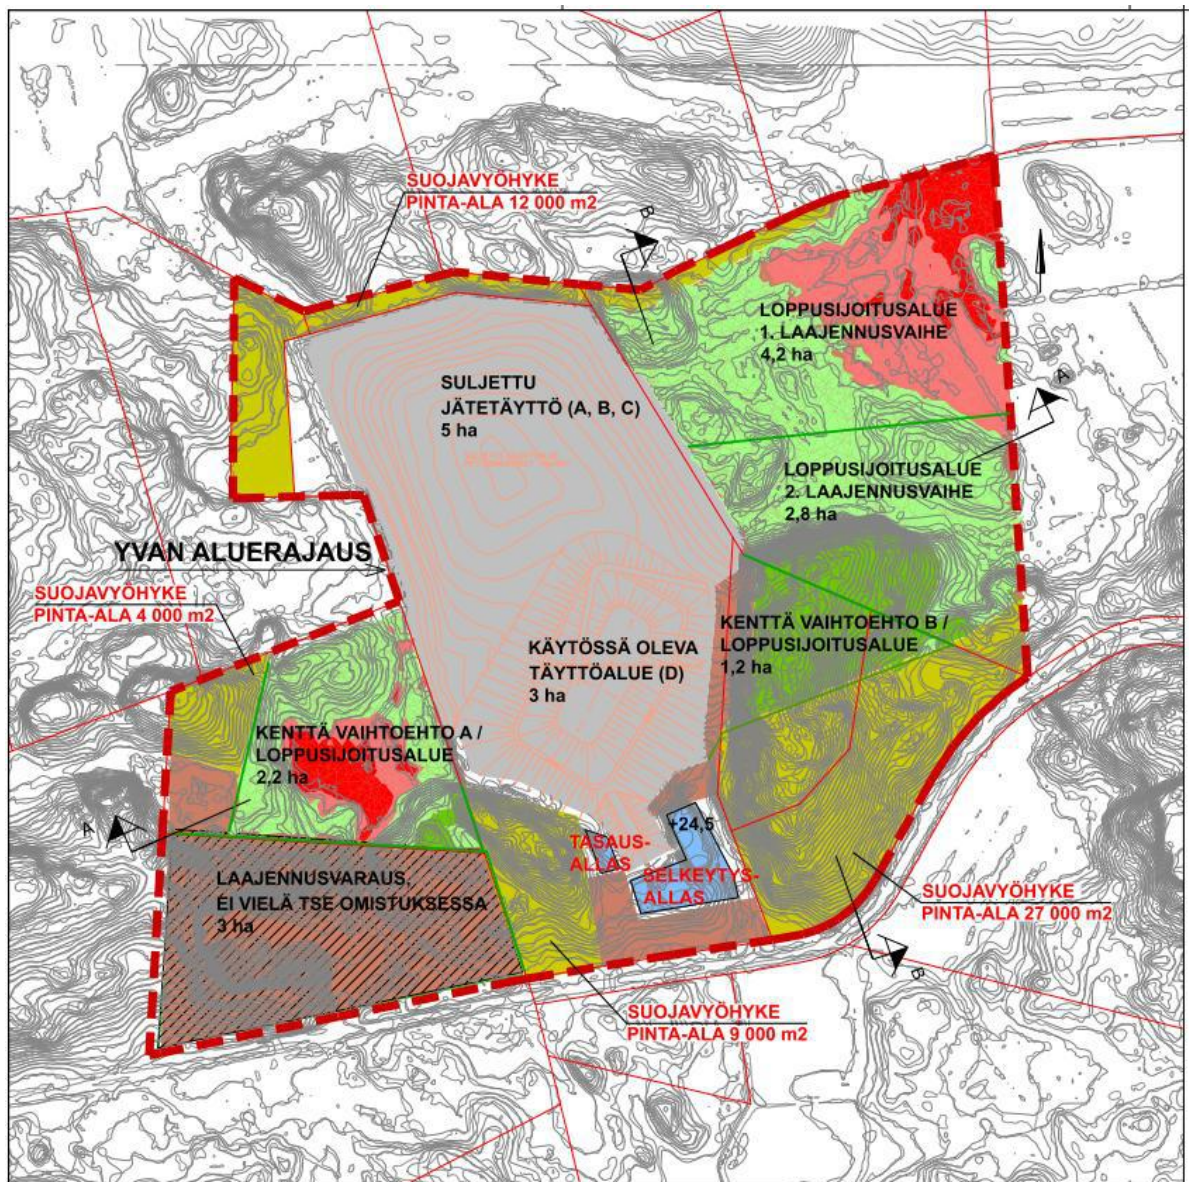 SUOJAVYÖHYKE
PINTA-ALA 12 000 m2
B
LOPPUSIJOITUSALUE
1. LAAJENNUSVAIHE
4,2 ha
A
SULJETTU
JÄTETÄYTTÖ (A, B, C)
5 ha
LOPPUSIJOITUSALUE
2. LAAJENNUSVAIHE
2,8 ha
YVAN ALUERAJAUS
SUOJAVYÖHYKE
PINTA-ALA 4 000 m2
KÄYTÖSSÄ OLEVA
TÄYTTÖALUE (D)
3 ha
KENTTÄ VAIHTOEHTO B /
LOPPUSIJOITUSALUE
1,2 ha
KENTTÄ VAIHTOEHTO A /
LOPPUSIJOITUSALUE
2,2 ha
A
+24,5
TASAUS-
ALLAS
SELKEYTYS-
ALLAS
LAAJENNUSVARAUS,
EI VIELÄ TSE OMISTUKSESSA
3 ha
SUOJAVYÖHYKE
PINTA-ALA 27 000 m2
B
SUOJAVYÖHYKE
PINTA-ALA 9 000 m2